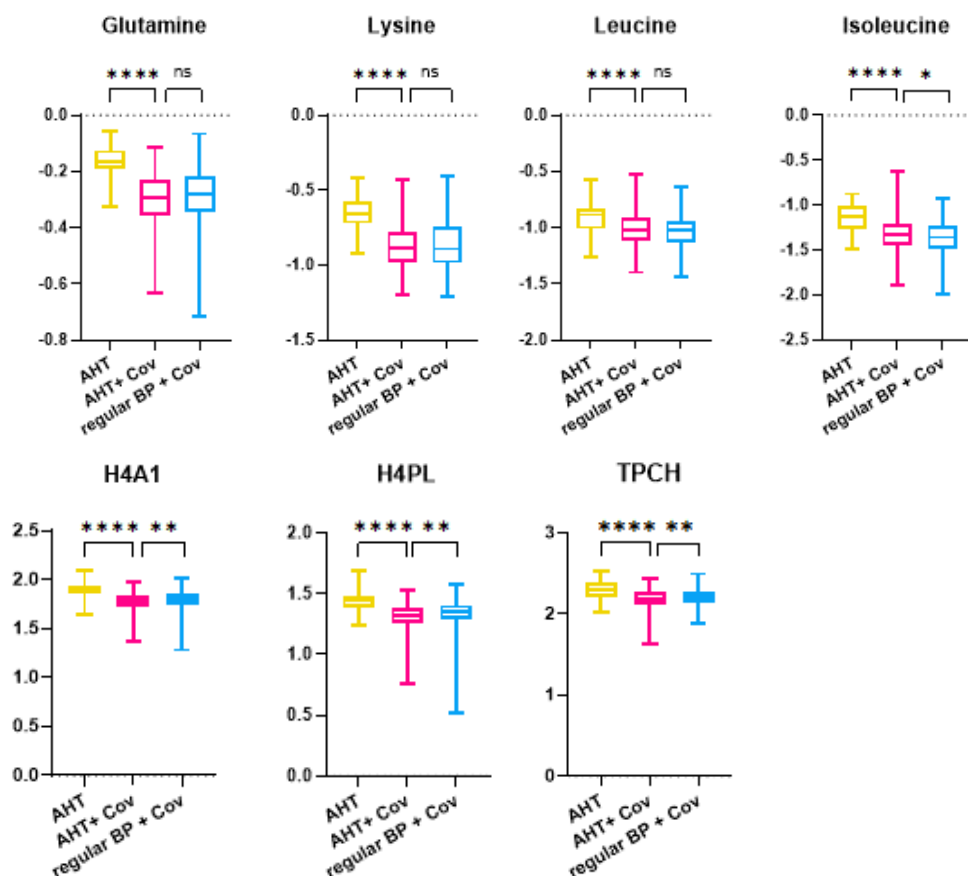 Glutamine Lysine Leucine Isoleucine
**** ns **** ns **** ns **** *
0.0 0.0 0.0 0.0
-0.2 -0.5 -0.5 -0.5
-0.4 -1.0 -1.0 -1.0
-0.6 -1.5 -1.5 -1.5
-0.8 -2.0 -2.0
-2.5
AHT AHT+ Cov regular BP + Cov
AHT AHT+ Cov regular BP + Cov
AHT AHT+ Cov regular BP + Cov
AHT AHT+ Cov regular BP + Cov
H4A1 H4PL TPCH
**** ** **** ** **** **
2.5 2.0 3
2.0 1.5 2
1.5 1.0 1
1.0 0.5 0
0.5 0.0
0.0
AHT AHT+ Cov regular BP + Cov
AHT AHT+ Cov regular BP + Cov
AHT AHT+ Cov regular BP + Cov